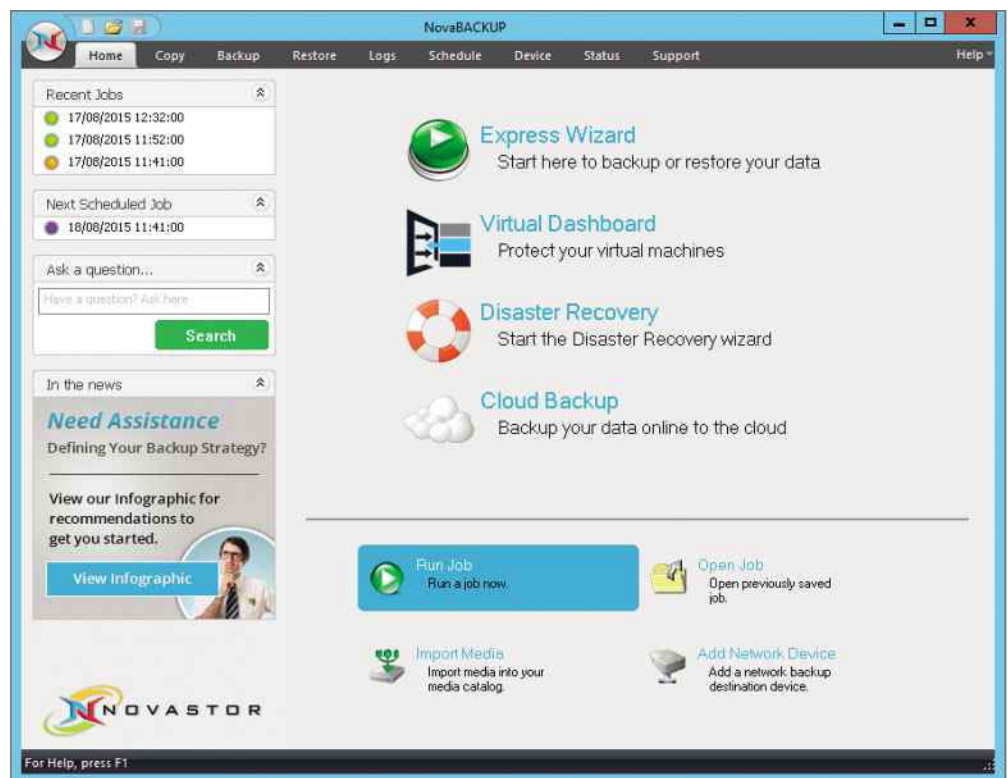 NovaBACKUP
Home Copy Backup Restore Logs Schedule Device Status Support Help
Recent Jobs
17/08/2015 12:32:00
17/08/2015 11:52:00
17/08/2015 11:41:00
Next Scheduled Job
18/08/2015 11:41:00
Ask a question...
Have a question? Ask here
Search
In the news
Need Assistance
Defining Your Backup Strategy?
View our Infographic for
recommendations to
get you started.
View Infographic
NOVASTOR
Express Wizard
Start here to backup or restore your data
Virtual Dashboard
Protect your virtual machines
Disaster Recovery
Start the Disaster Recovery wizard
Cloud Backup
Backup your data online to the cloud
Run Job
Run a job now.
Open Job
Open previously saved
job.
Import Media
Import media into your
media catalog.
Add Network Device
Add a network backup
destination device.
For Help, press F1